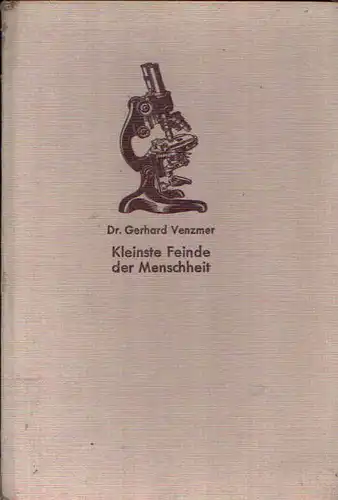 Dr. Gerhard Venzmer
Kleinste Feinde
der Menschheit